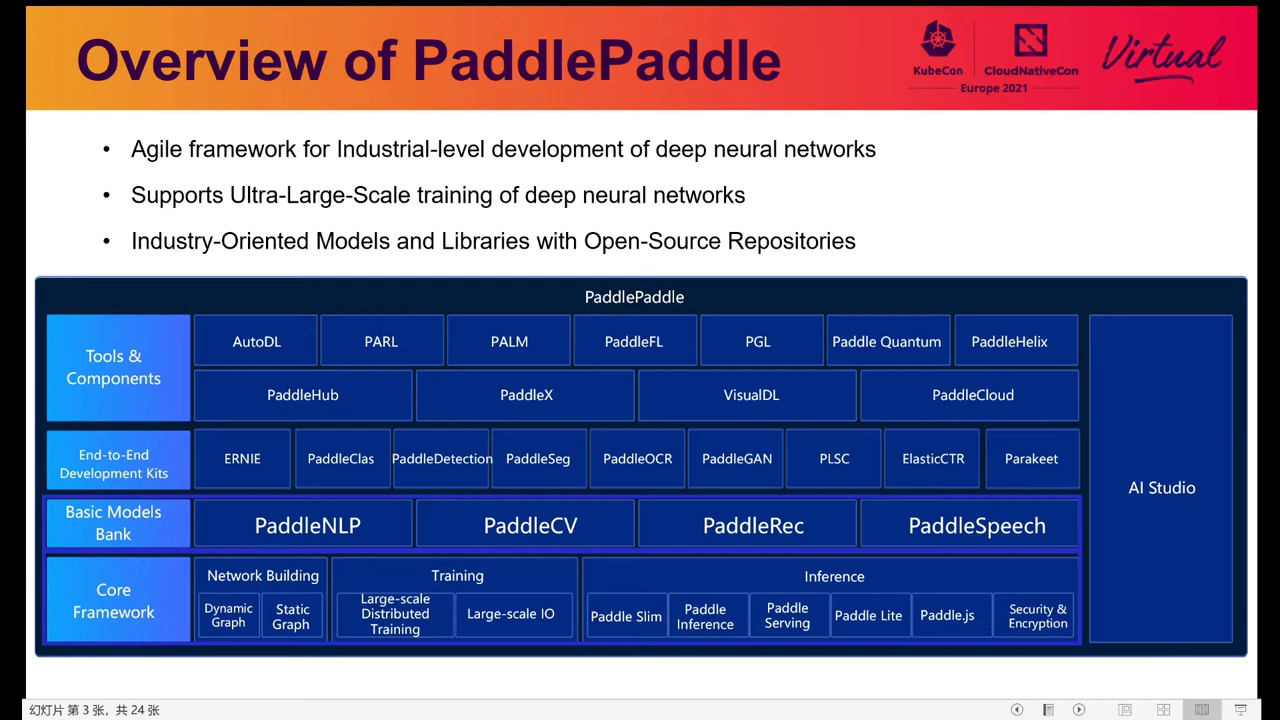 Overview of PaddlePaddle
KubeCon
CloudNativeCon
Europe 2021
Virtual
• Agile framework for Industrial-level development of deep neural networks
• Supports Ultra-Large-Scale training of deep neural networks
• Industry-Oriented Models and Libraries with Open-Source Repositories
PaddlePaddle
Tools &
Components
AutoDL
PARL
PALM
PaddleFL
PGL
Paddle Quantum
PaddleHelix
PaddleHub
PaddleX
VisualDL
PaddleCloud
End-to-End
Development Kits
ERNIE
PaddleClas
PaddleDetection
PaddleSeg
PaddleOCR
PaddleGAN
PLSC
ElasticCTR
Parakeet
Basic Models
Bank
PaddleNLP
PaddleCV
PaddleRec
PaddleSpeech
Core
Framework
Network Building
Dynamic
Graph
Static
Graph
Training
Large-scale
Distributed
Training
Large-scale IO
Inference
Paddle Slim
Paddle
Inference
Paddle
Serving
Paddle Lite
Paddle.js
Security &
Encryption
AI Studio
幻灯片 第 3 张，共 24 张